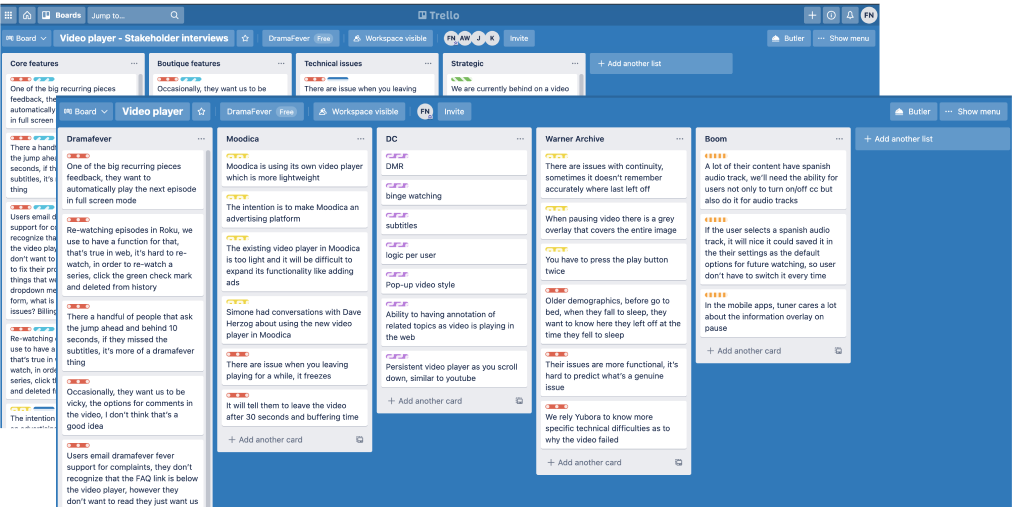 Boards
Jump to...
Trello
FN
Board
Video player - Stakeholder interviews
DramaFever Free
Workspace visible
FN AW J K
Invite
Butler
... Show menu
Core features ...
One of the big recurring pieces
feedback, the
automatically
in full screen
There a handf
the jump ahea
seconds, if th
subtitles, it's
thing
Users email d
support for co
recognize tha
the video play
don't want to
to fix their pro
things that we
dropdown me
form, what is
issues? Billing
Re-watching e
use to have a
that's true in w
watch, in orde
series, click t
and deleted f
The intention
Boutique features ...
Occasionally, they want us to be
Technical issues ...
There are issue when you leaving
Strategic ...
We are currently behind on a video
+ Add another list
Board
Video player
DramaFever Free
Workspace visible
FN
Invite
Butler
... Show menu
Dramafever ...
One of the big recurring pieces
feedback, they want to
automatically play the next episode
in full screen mode
Re-watching episodes in Roku, we
use to have a function for that,
that's true in web, it's hard to re-
watch, in order to re-watch a
series, click the green check mark
and deleted from history
There a handful of people that ask
the jump ahead and behind 10
seconds, if they missed the
subtitles, it's more of a dramafever
thing
Occasionally, they want us to be
vicky, the options for comments in
the video, I don't think that's a
good idea
Users email dramafever fever
support for complaints, they don't
recognize that the FAQ link is below
the video player, however they
don't want to read they just want us
Moodica ...
Moodica is using its own video player
which is more lightweight
The intention is to make Moodica an
advertising platform
The existing video player in Moodica
is too light and it will be difficult to
expand its functionality like adding
ads
Simone had conversations with Dave
Herzog about using the new video
player in Moodica
There are issue when you leaving
playing for a while, it freezes
It will tell them to leave the video
after 30 seconds and buffering time
+ Add another card
DC ...
DMR
binge watching
subtitles
logic per user
Pop-up video style
Ability to having annotation of
related topics as video is playing in
the web
Persistent video player as you scroll
down, similar to youtube
+ Add another card
Warner Archive ...
There are issues with continuity,
sometimes it doesn't remember
accurately where last left off
When pausing video there is a grey
overlay that covers the entire image
You have to press the play button
twice
Older demographics, before go to
bed, when they fall to sleep, they
want to know here they left off at the
time they fell to sleep
Their issues are more functional, it's
hard to predict what's a genuine
issue
We rely Yubora to know more
specific technical difficulties as to
why the video failed
+ Add another card
Boom ...
A lot of their content have spanish
audio track, we'll need the ability for
users not only to turn on/off cc but
also do it for audio tracks
If the user selects a spanish audio
track, it will nice it could saved it in
the their settings as the default
options for future watching, so user
don't have to switch it every time
In the mobile apps, tuner cares a lot
about the information overlay on
pause
+ Add another card
+ Add another list